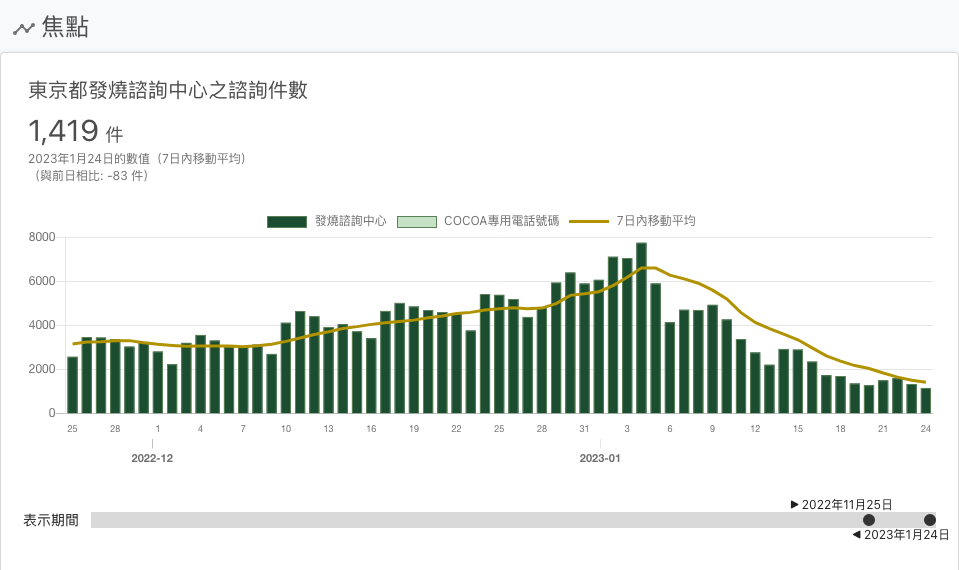 焦點
東京都發燒諮詢中心之諮詢件數
1,419 件
2023年1月24日的數值（7日內移動平均）
（與前日相比: -83 件）
發燒諮詢中心 COCOA專用電話號碼 7日內移動平均
8000
6000
4000
2000
0
25 28 1 4 7 10 13 16 19 22 25 28 31 3 6 9 12 15 18 21 24
2022-12 2023-01
▶ 2022年11月25日
表示期間
◀ 2023年1月24日